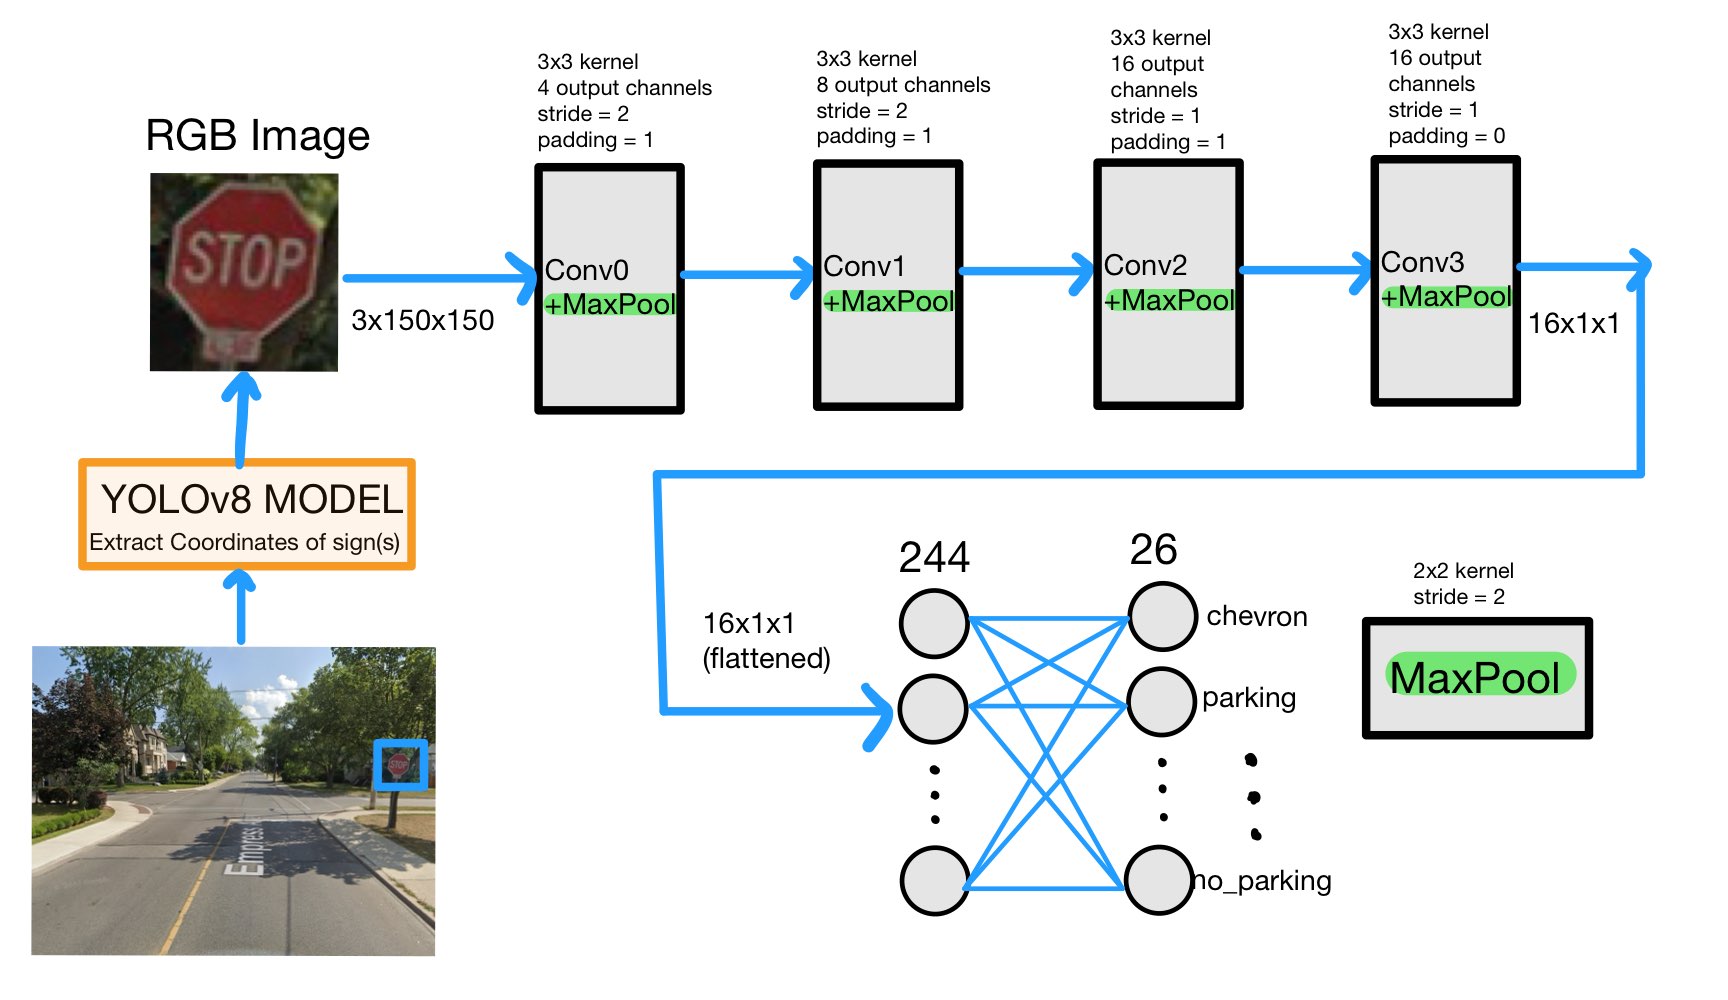 RGB Image
STOP
3x150x150
3x3 kernel
4 output channels
stride = 2
padding = 1
Conv0
+MaxPool
3x3 kernel
8 output channels
stride = 2
padding = 1
Conv1
+MaxPool
3x3 kernel
16 output
channels
stride = 1
padding = 1
Conv2
+MaxPool
3x3 kernel
16 output
channels
stride = 1
padding = 0
Conv3
+MaxPool
16x1x1
YOLOv8 MODEL
Extract Coordinates of sign(s)
STOP
Empress
16x1x1
(flattened)
244
26
chevron
parking
no_parking
2x2 kernel
stride = 2
MaxPool